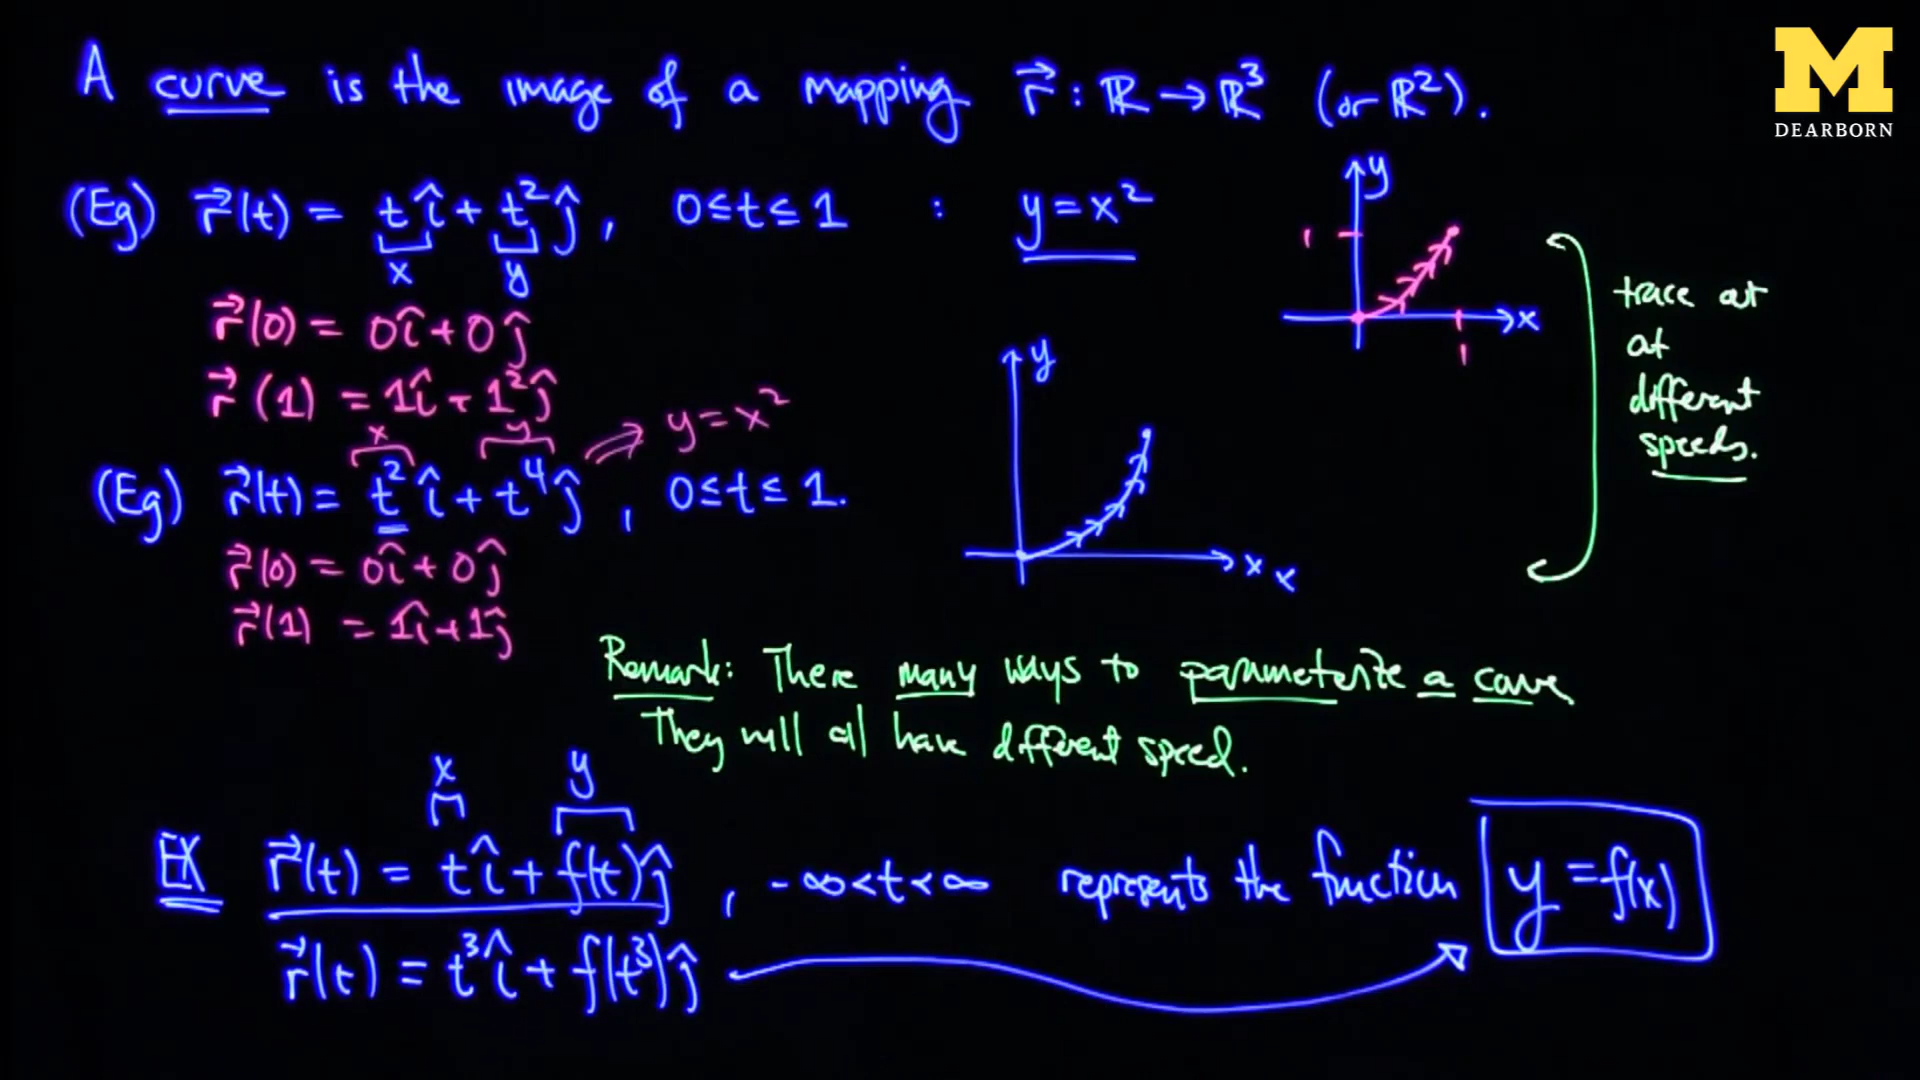 A curve is the image of a mapping r⃗ : ℝ → ℝ³ (or ℝ²).
M
DEARBORN
(Eg) r⃗(t) = t î + t² ĵ, 0 ≤ t ≤ 1 : y = x²
x y
r⃗(0) = 0î + 0ĵ
r⃗(1) = 1î + 1²ĵ
y
1
x
1
trace out
at
different
speeds.
x y
⇒ y = x²
(Eg) r⃗(t) = t² î + t⁴ ĵ, 0 ≤ t ≤ 1.
r⃗(0) = 0î + 0ĵ
r⃗(1) = 1î + 1ĵ
y
x x
Remark: There many ways to parameterize a curve
They will all have different speed.
x y
EX r⃗(t) = t î + f(t) ĵ, -∞ < t < ∞ represents the function y = f(x)
r⃗(t) = t³ î + f(t³) ĵ